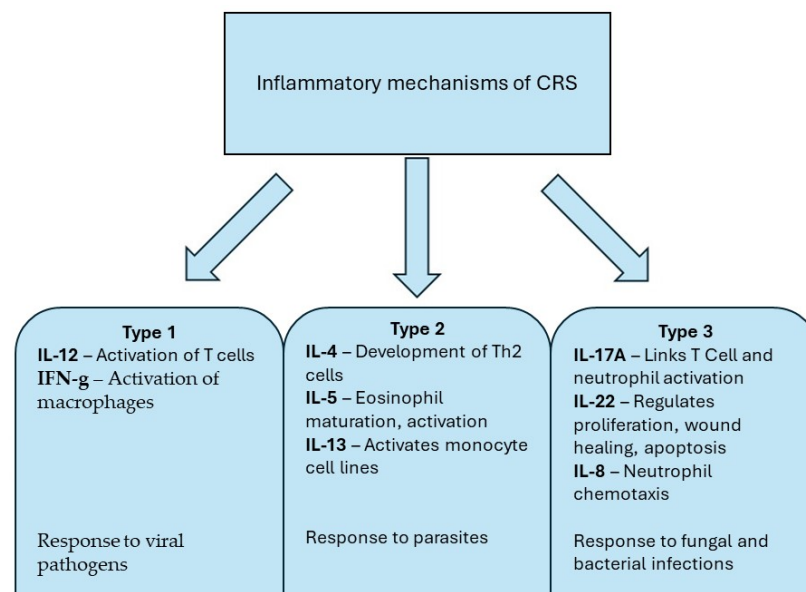 Inflammatory mechanisms of CRS
Type 1
IL-12 – Activation of T cells
IFN-g – Activation of
macrophages
Response to viral
pathogens
Type 2
IL-4 – Development of Th2
cells
IL-5 – Eosinophil
maturation, activation
IL-13 – Activates monocyte
cell lines
Response to parasites
Type 3
IL-17A – Links T Cell and
neutrophil activation
IL-22 – Regulates
proliferation, wound
healing, apoptosis
IL-8 – Neutrophil
chemotaxis
Response to fungal and
bacterial infections